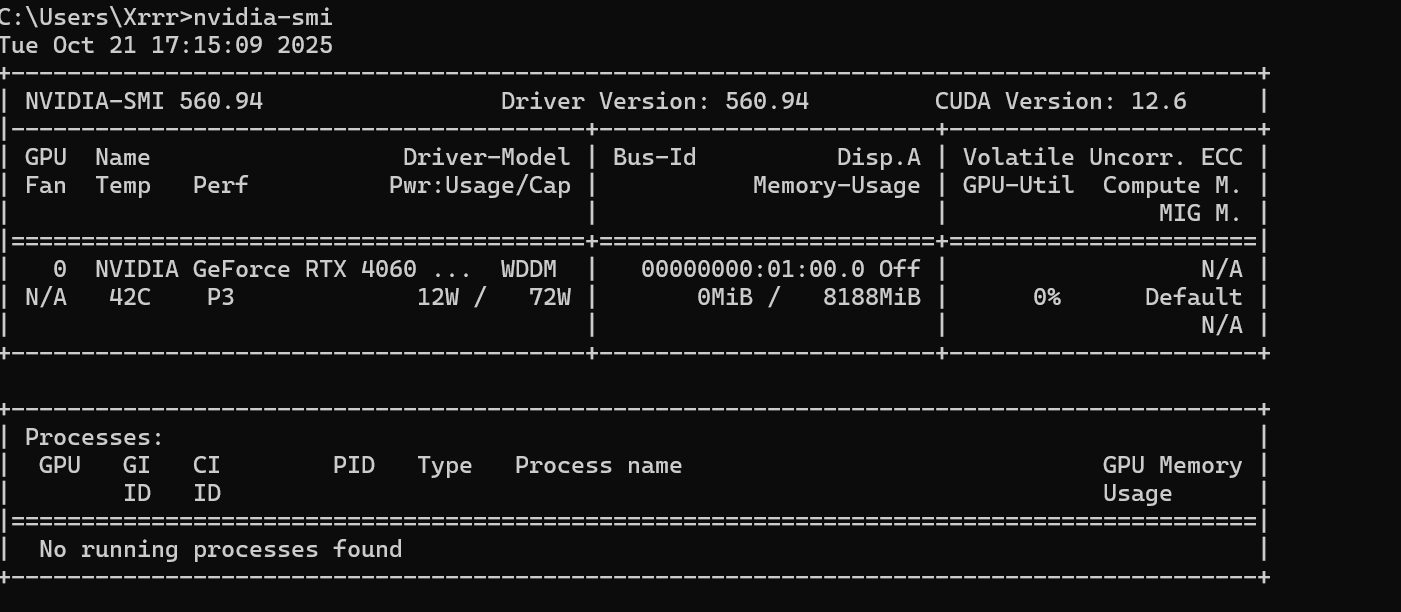 C:\Users\Xrrr>nvidia-smi
Tue Oct 21 17:15:09 2025
+-----------------------------------------------------------------------------------------+
| NVIDIA-SMI 560.94                 Driver Version: 560.94         CUDA Version: 12.6     |
|-----------------------------------------+------------------------+----------------------+
| GPU  Name                  Driver-Model | Bus-Id          Disp.A | Volatile Uncorr. ECC |
| Fan  Temp   Perf          Pwr:Usage/Cap |           Memory-Usage | GPU-Util  Compute M. |
|                                         |                        |               MIG M. |
|=========================================+========================+======================|
|   0  NVIDIA GeForce RTX 4060 ...  WDDM  |   00000000:01:00.0 Off |                  N/A |
| N/A   42C    P3             12W /   72W |       0MiB /   8188MiB |      0%      Default |
|                                         |                        |                  N/A |
+-----------------------------------------+------------------------+----------------------+

+-----------------------------------------------------------------------------------------+
| Processes:                                                                              |
|  GPU   GI   CI        PID   Type   Process name                              GPU Memory |
|        ID   ID                                                               Usage      |
|=========================================================================================|
|  No running processes found                                                             |
+-----------------------------------------------------------------------------------------+